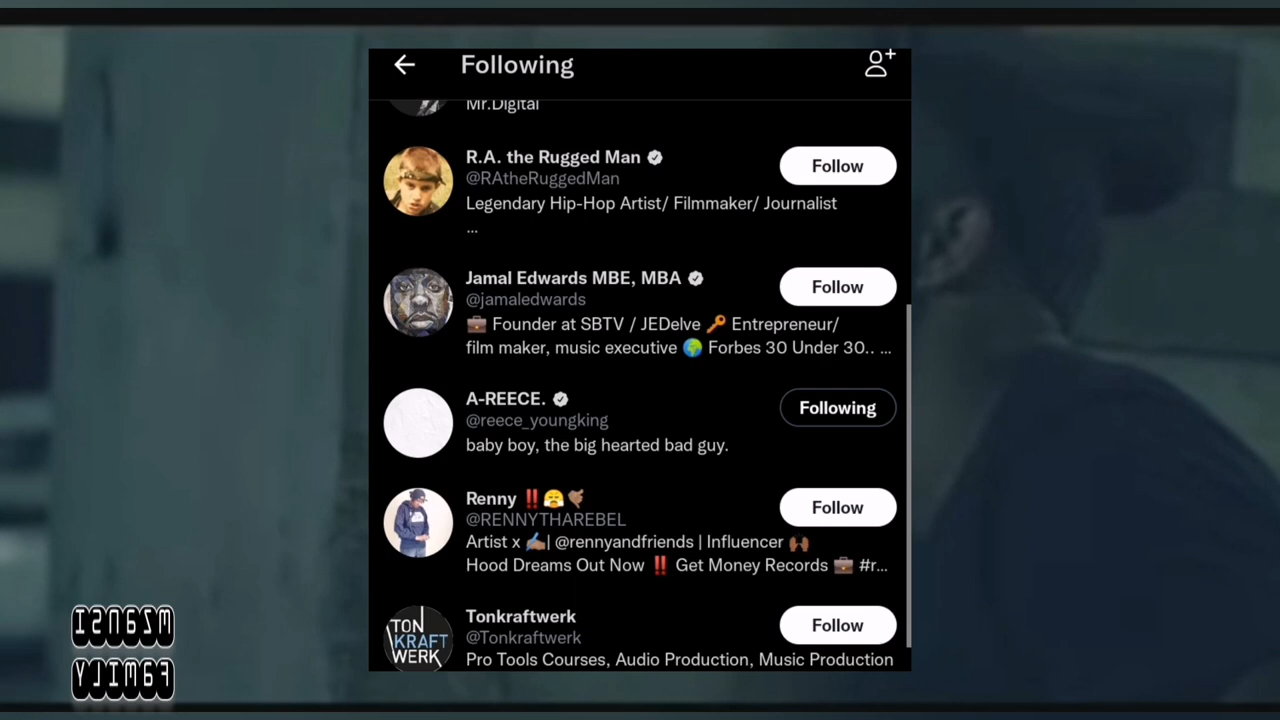 Following
Mr.Digital
R.A. the Rugged Man
Follow
@RAtheRuggedMan
Legendary Hip-Hop Artist/ Filmmaker/ Journalist
...
Jamal Edwards MBE, MBA
Follow
@jamaledwards
💼 Founder at SBTV / JEDelve 🔑 Entrepreneur/
film maker, music executive 🌍 Forbes 30 Under 30.. ...
A-REECE.
Following
@reece_youngking
baby boy, the big hearted bad guy.
Renny ‼️😤🤙🏽
Follow
@RENNYTHAREBEL
Artist x ✍🏽| @rennyandfriends | Influencer 🙌🏾
Hood Dreams Out Now ‼️ Get Money Records 💼 #r...
TON
KRAFT
WERK
Tonkraftwerk
Follow
@Tonkraftwerk
Pro Tools Courses, Audio Production, Music Production